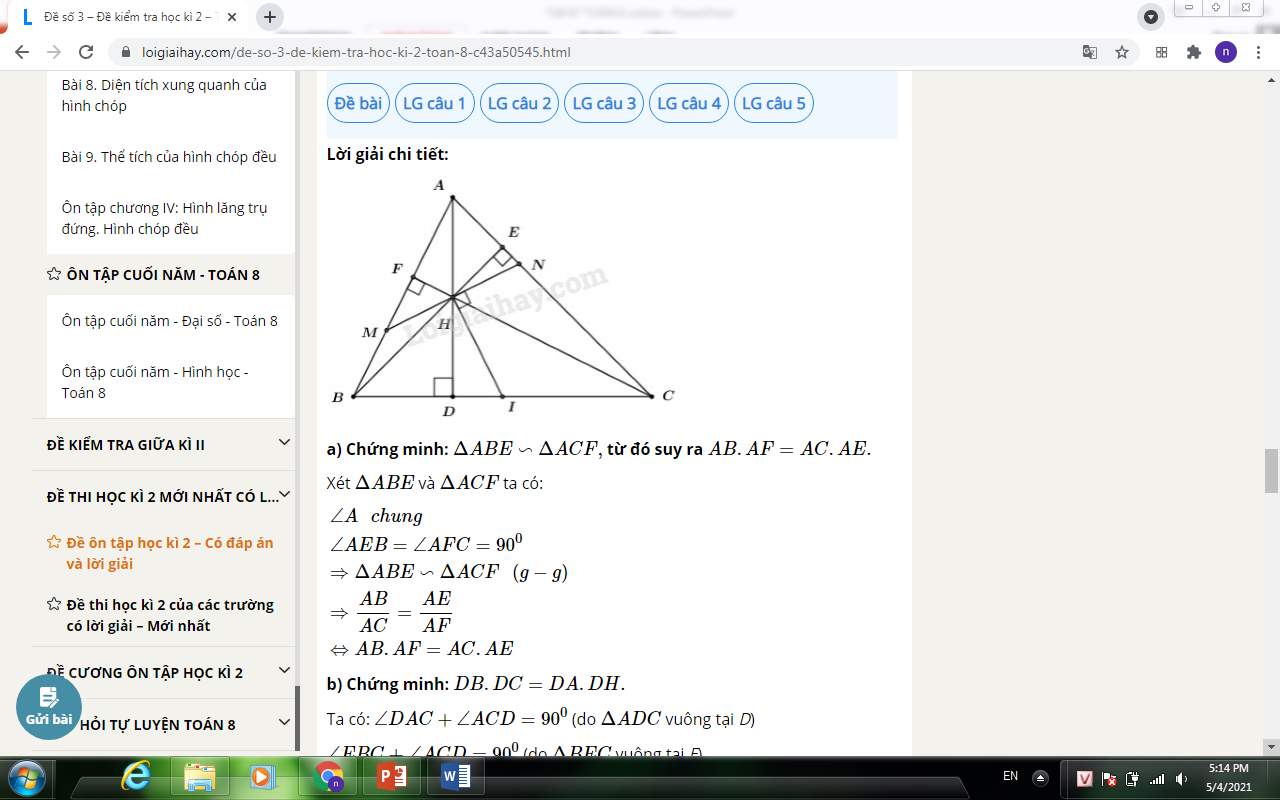 Đề số 3 – Đề kiểm tra học kì 2 – T
loigiaihay.com/de-so-3-de-kiem-tra-hoc-ki-2-toan-8-c43a50545.html
n
Bài 8. Diện tích xung quanh của
hình chóp
Bài 9. Thể tích của hình chóp đều
Ôn tập chương IV: Hình lăng trụ
đứng. Hình chóp đều
ÔN TẬP CUỐI NĂM - TOÁN 8
Ôn tập cuối năm - Đại số - Toán 8
Ôn tập cuối năm - Hình học -
Toán 8
ĐỀ KIỂM TRA GIỮA KÌ II
ĐỀ THI HỌC KÌ 2 MỚI NHẤT CÓ L...
Đề ôn tập học kì 2 – Có đáp án
và lời giải
Đề thi học kì 2 của các trường
có lời giải – Mới nhất
ĐỀ CƯƠNG ÔN TẬP HỌC KÌ 2
HỎI TỰ LUYỆN TOÁN 8
Gửi bài
Đề bài LG câu 1 LG câu 2 LG câu 3 LG câu 4 LG câu 5
Lời giải chi tiết:
A
E
N
F
M
H
B
D
I
C
Loigiaihay.com
a) Chứng minh: ΔABE ∽ ΔACF, từ đó suy ra AB. AF = AC. AE.
Xét ΔABE và ΔACF ta có:
∠A chung
∠AEB = ∠AFC = 90⁰
⇒ ΔABE ∽ ΔACF (g − g)
⇒ AB/AC = AE/AF
⇔ AB. AF = AC. AE
b) Chứng minh: DB. DC = DA. DH.
Ta có: ∠DAC + ∠ACD = 90⁰ (do ΔADC vuông tại D)
∠EBC + ∠ACD = 90⁰ (do ΔBEC vuông tại E)
n
EN
V
5:14 PM
5/4/2021